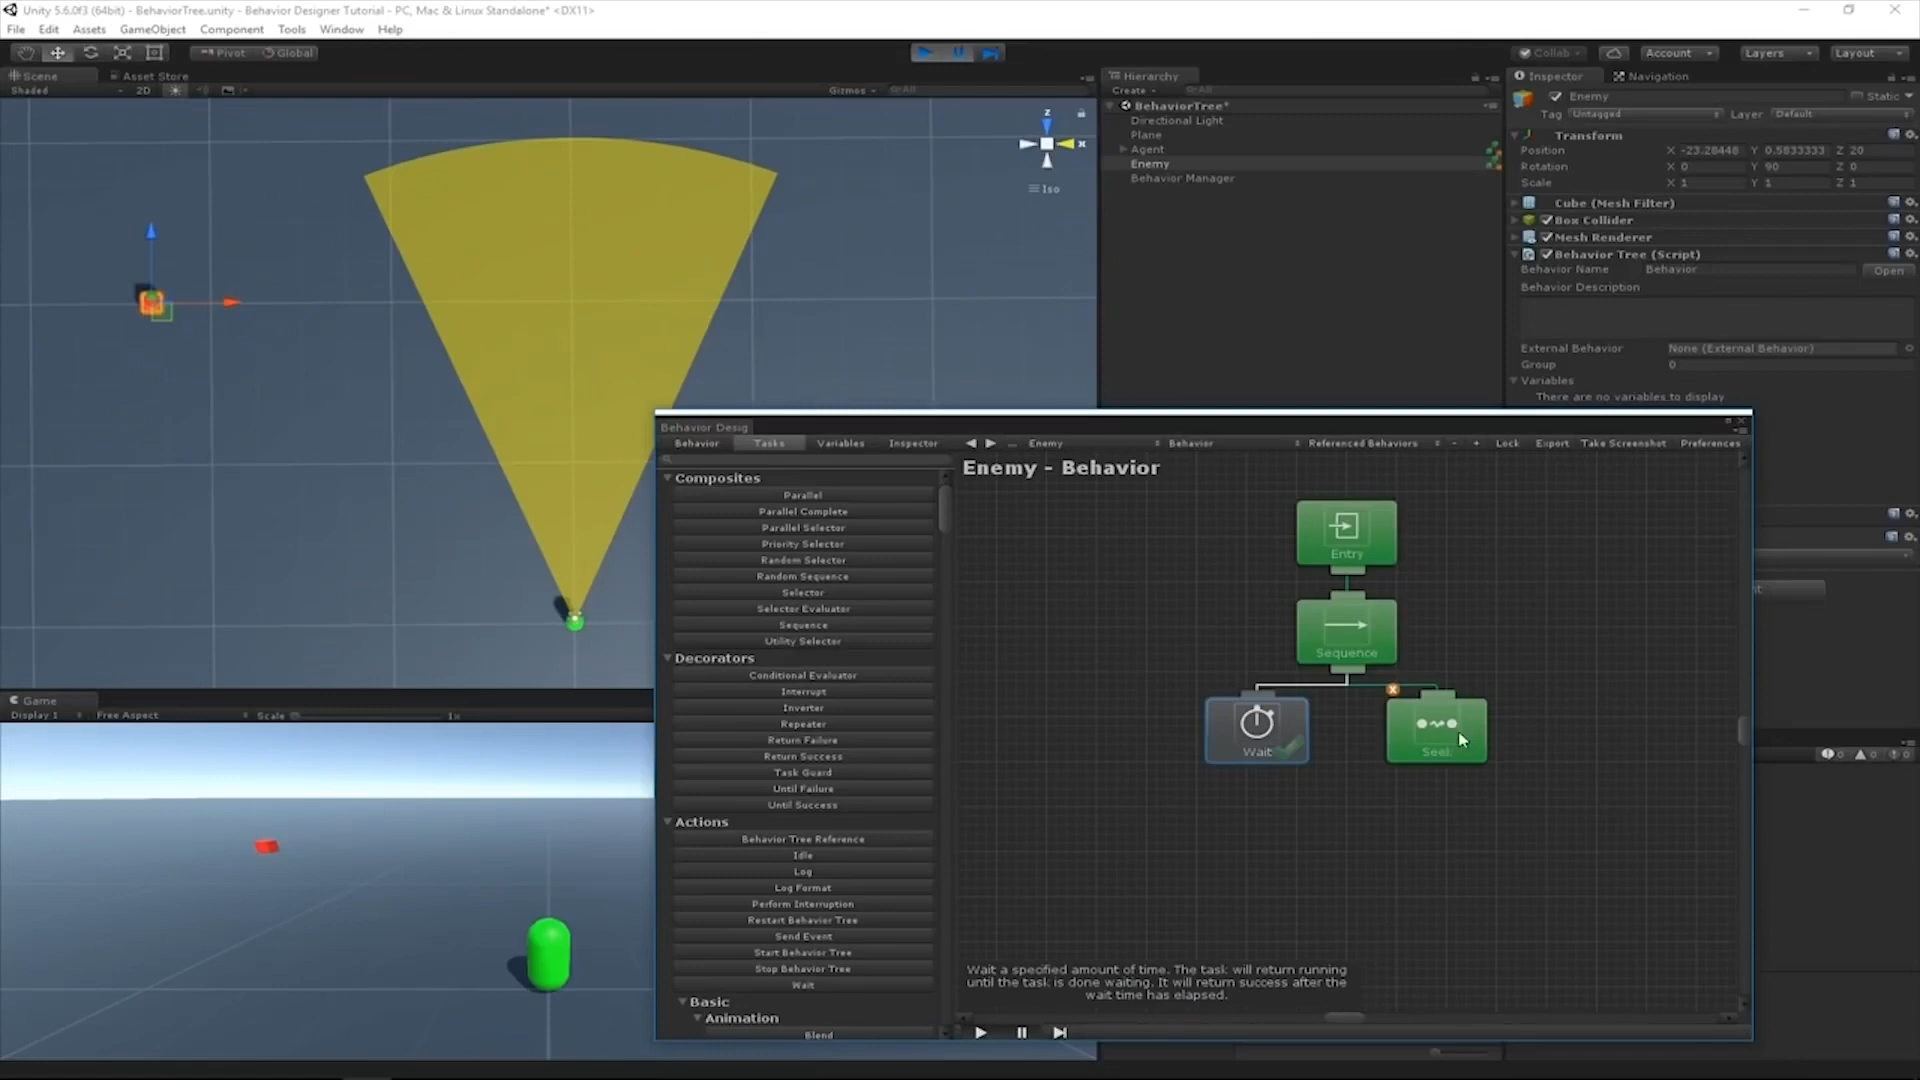 Unity 5.6.0f3 (64bit) - BehaviorTree.unity - Behavior Designer Tutorial - PC, Mac & Linux Standalone* <DX11>
File Edit Assets GameObject Component Tools Window Help
Pivot Global
Collab Account Layers Layout
Scene Asset Store
Shaded 2D Gizmos All
z
x
Iso
Hierarchy
Create All
BehaviorTree*
Directional Light
Plane
Agent
Enemy
Behavior Manager
Inspector Navigation
Enemy Static
Tag Untagged Layer Default
Transform
Position X -23.28448 Y 0.5833333 Z 20
Rotation X 0 Y 90 Z 0
Scale X 1 Y 1 Z 1
Cube (Mesh Filter)
Box Collider
Mesh Renderer
Behavior Tree (Script)
Behavior Name Behavior Open
Behavior Description
External Behavior None (External Behavior)
Group 0
Variables
There are no variables to display
Game
Display 1 Free Aspect Scale 1x
Behavior Desig
Behavior Tasks Variables Inspector
... Enemy Behavior Referenced Behaviors - + Lock Export Take Screenshot Preferences
Composites
Parallel
Parallel Complete
Parallel Selector
Priority Selector
Random Selector
Random Sequence
Selector
Selector Evaluator
Sequence
Utility Selector
Decorators
Conditional Evaluator
Interrupt
Inverter
Repeater
Return Failure
Return Success
Task Guard
Until Failure
Until Success
Actions
Behavior Tree Reference
Idle
Log
Log Format
Perform Interruption
Restart Behavior Tree
Send Event
Start Behavior Tree
Stop Behavior Tree
Wait
Basic
Animation
Blend
Enemy - Behavior
Entry
Sequence
Wait
Seek
Wait a specified amount of time. The task will return running
until the task is done waiting. It will return success after the
wait time has elapsed.
0 0 0